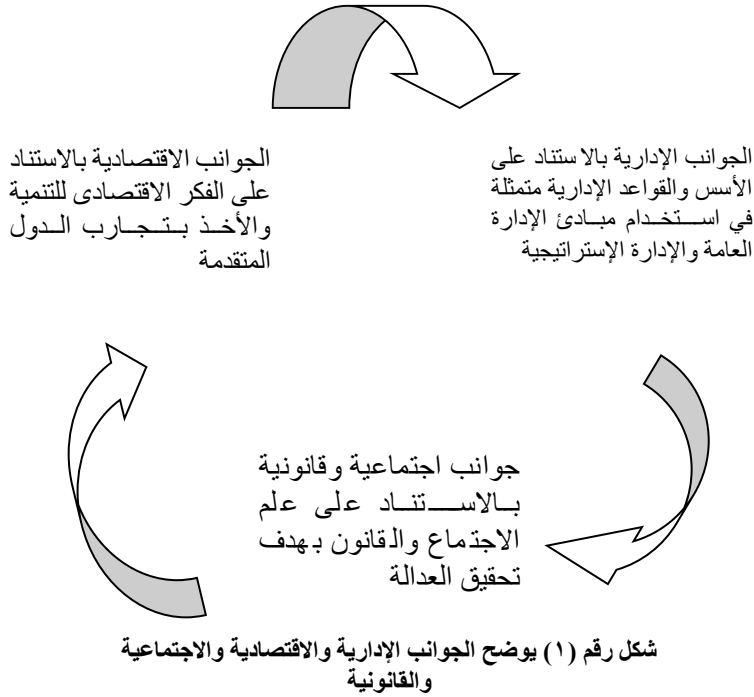 الجوانب الإدارية بالاستناد على
الأسس والقواعد الإدارية متمثلة
في استخدام مبادئ الإدارة
العامة والإدارة الإستراتيجية
الجوانب الاقتصادية بالاستناد
على الفكر الاقتصادى للتنمية
والأخذ بتجارب الدول
المتقدمة
جوانب اجتماعية وقانونية
بالاستناد على علم
الاجتماع والقانون بهدف
تحقيق العدالة
شكل رقم (١) يوضح الجوانب الإدارية والاقتصادية والاجتماعية
والقانونية